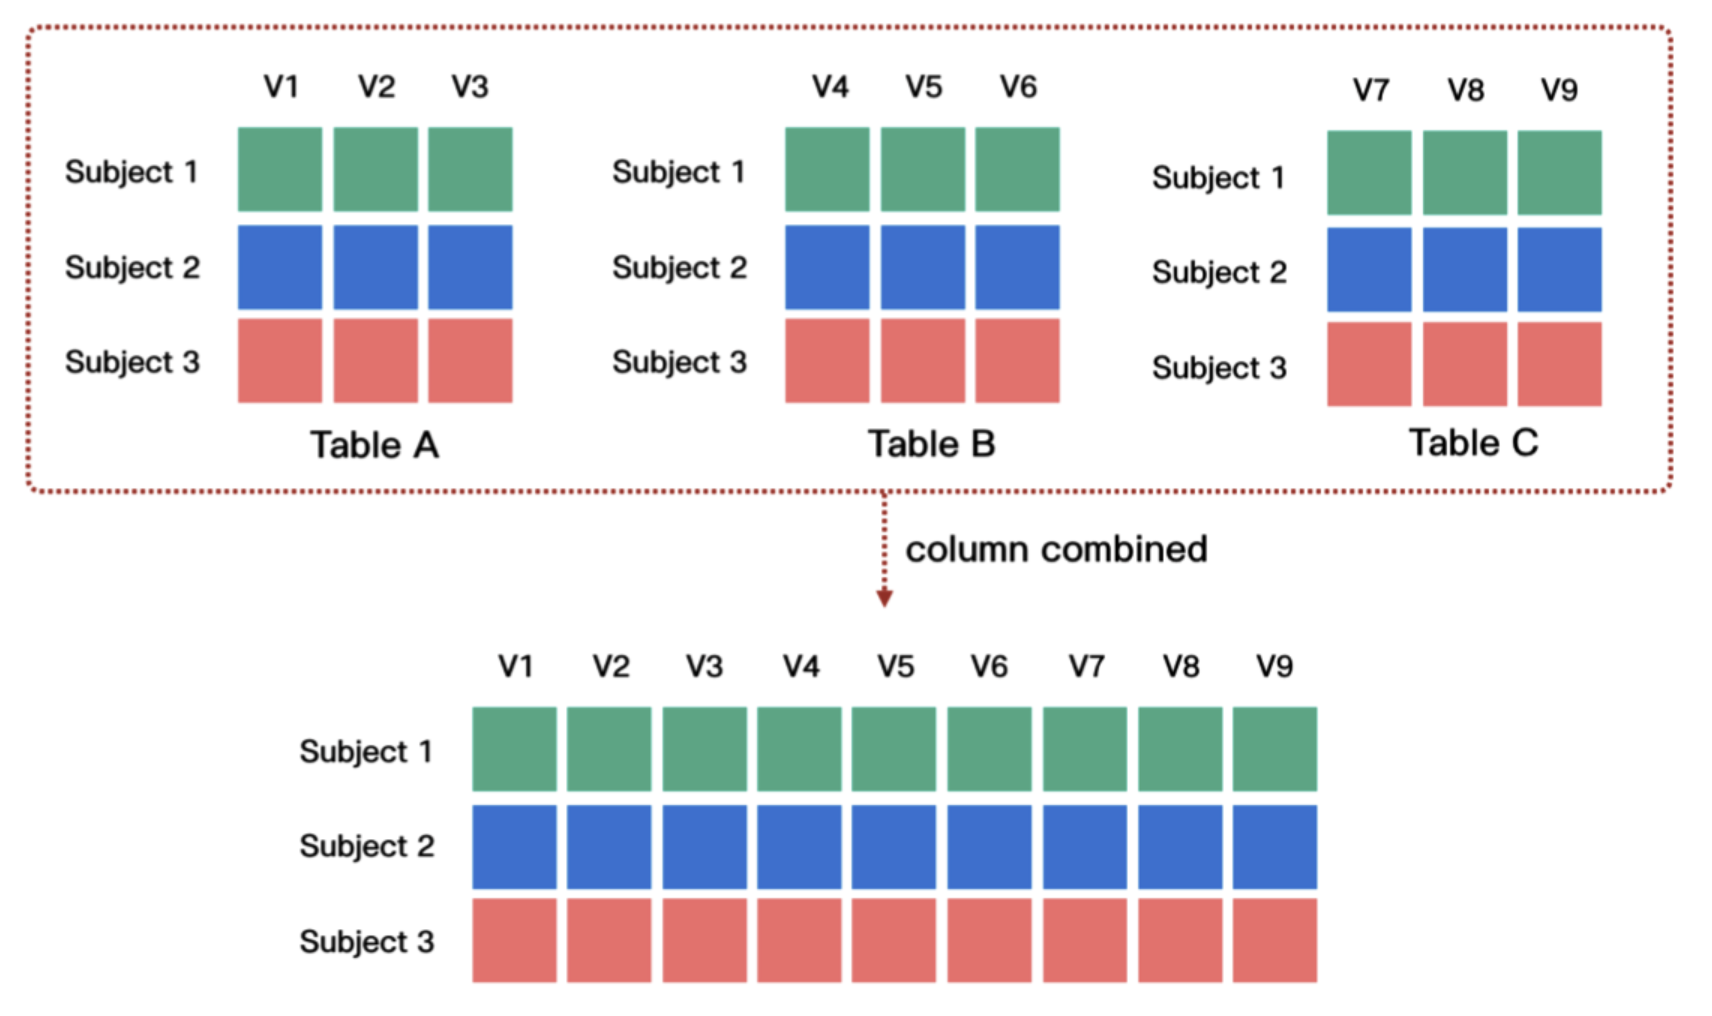 V1 V2 V3
Subject 1
Subject 2
Subject 3
Table A
V4 V5 V6
Subject 1
Subject 2
Subject 3
Table B
V7 V8 V9
Subject 1
Subject 2
Subject 3
Table C
column combined
V1 V2 V3 V4 V5 V6 V7 V8 V9
Subject 1
Subject 2
Subject 3